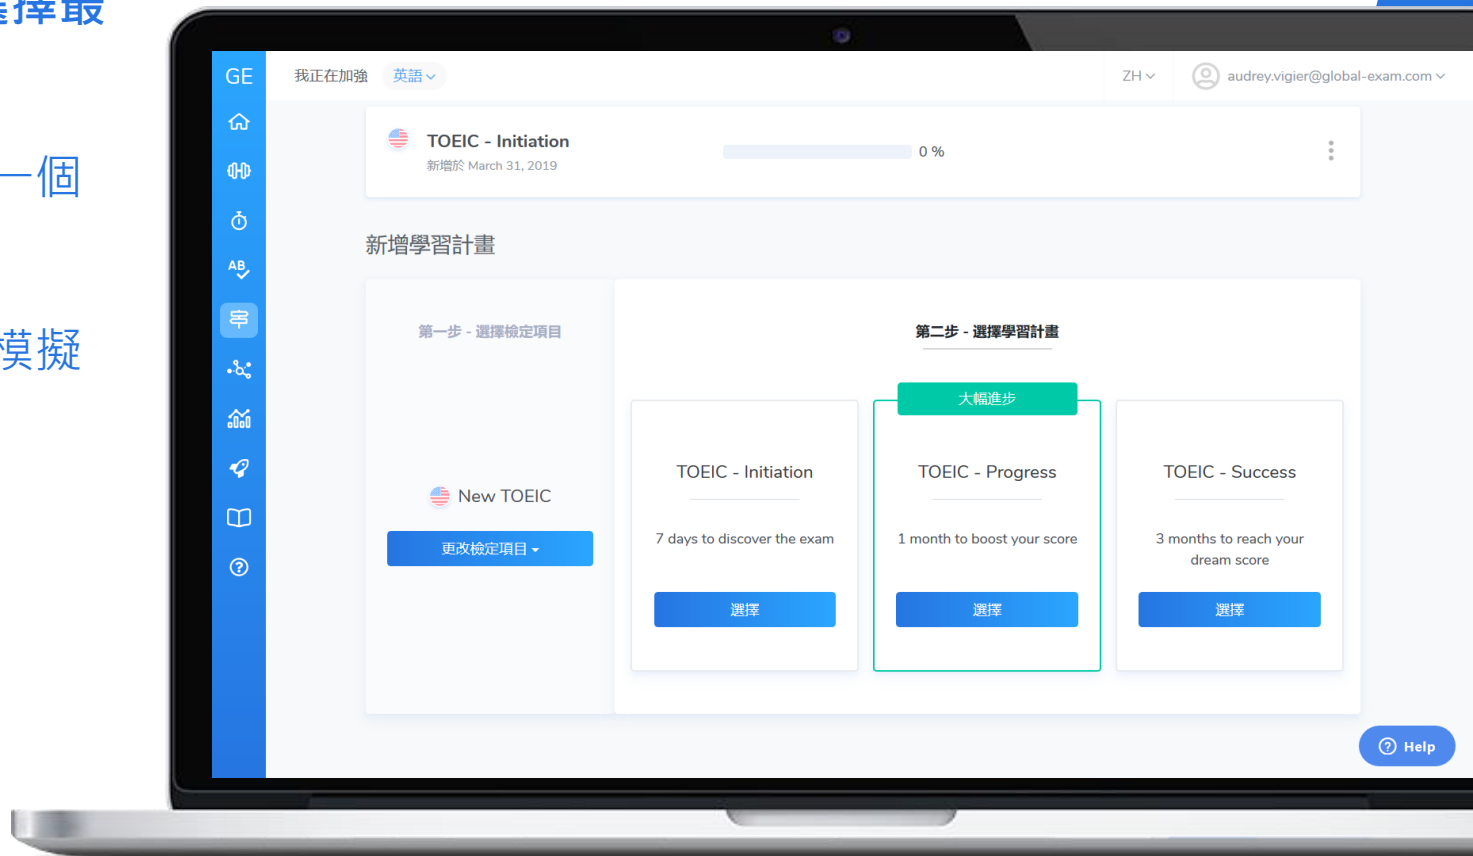 選擇最
一個
模擬
GE
我正在加強 英語
ZH
audrey.vigier@global-exam.com
TOEIC - Initiation
新增於 March 31, 2019
0 %
新增學習計畫
第一步 - 選擇檢定項目
New TOEIC
更改檢定項目
第二步 - 選擇學習計畫
TOEIC - Initiation
7 days to discover the exam
選擇
大幅進步
TOEIC - Progress
1 month to boost your score
選擇
TOEIC - Success
3 months to reach your
dream score
選擇
AB
Help